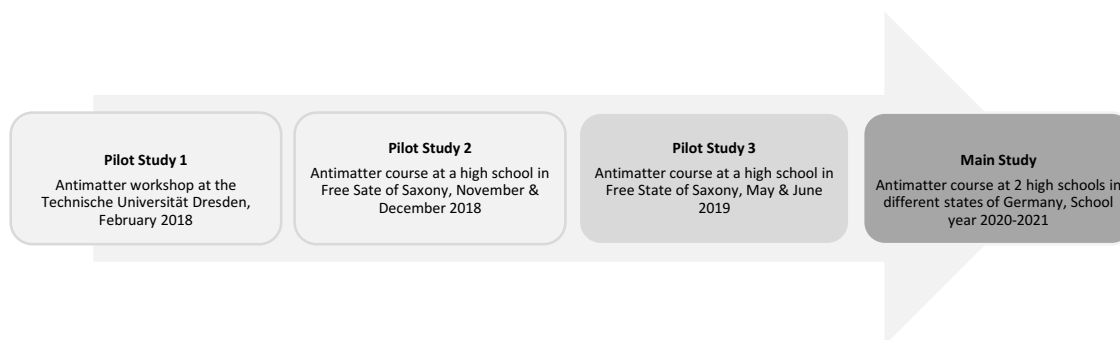 Pilot Study 1
Antimatter workshop at the
Technische Universität Dresden,
February 2018
Pilot Study 2
Antimatter course at a high school in
Free Sate of Saxony, November &
December 2018
Pilot Study 3
Antimatter course at a high school in
Free State of Saxony, May & June
2019
Main Study
Antimatter course at 2 high schools in
different states of Germany, School
year 2020-2021